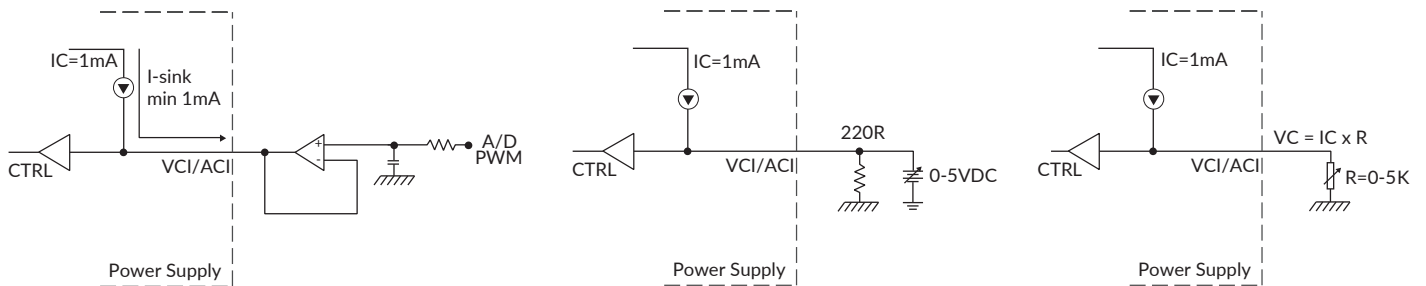 IC=1mA
I-sink
min 1mA
+
-
A/D
PWM
CTRL
VCI/ACI
Power Supply
IC=1mA
220R
CTRL
VCI/ACI
0-5VDC
Power Supply
IC=1mA
VC = IC x R
CTRL
VCI/ACI
R=0-5K
Power Supply